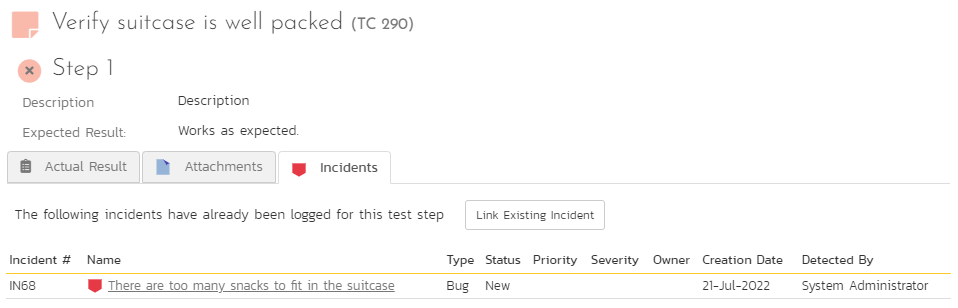 Verify suitcase is well packed (TC 290)
Step 1
Description Description
Expected Result: Works as expected.
Actual Result Attachments Incidents
The following incidents have already been logged for this test step Link Existing Incident
Incident # Name Type Status Priority Severity Owner Creation Date Detected By
IN68 There are too many snacks to fit in the suitcase Bug New 21-Jul-2022 System Administrator